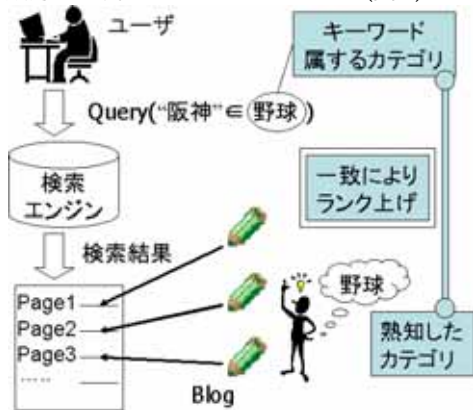 ユーザ
キーワード
属するカテゴリ
Query("阪神"∈野球)
検索
エンジン
一致により
ランク上げ
検索結果
野球
Page1
Page2
Page3
.....
熟知した
カテゴリ
Blog